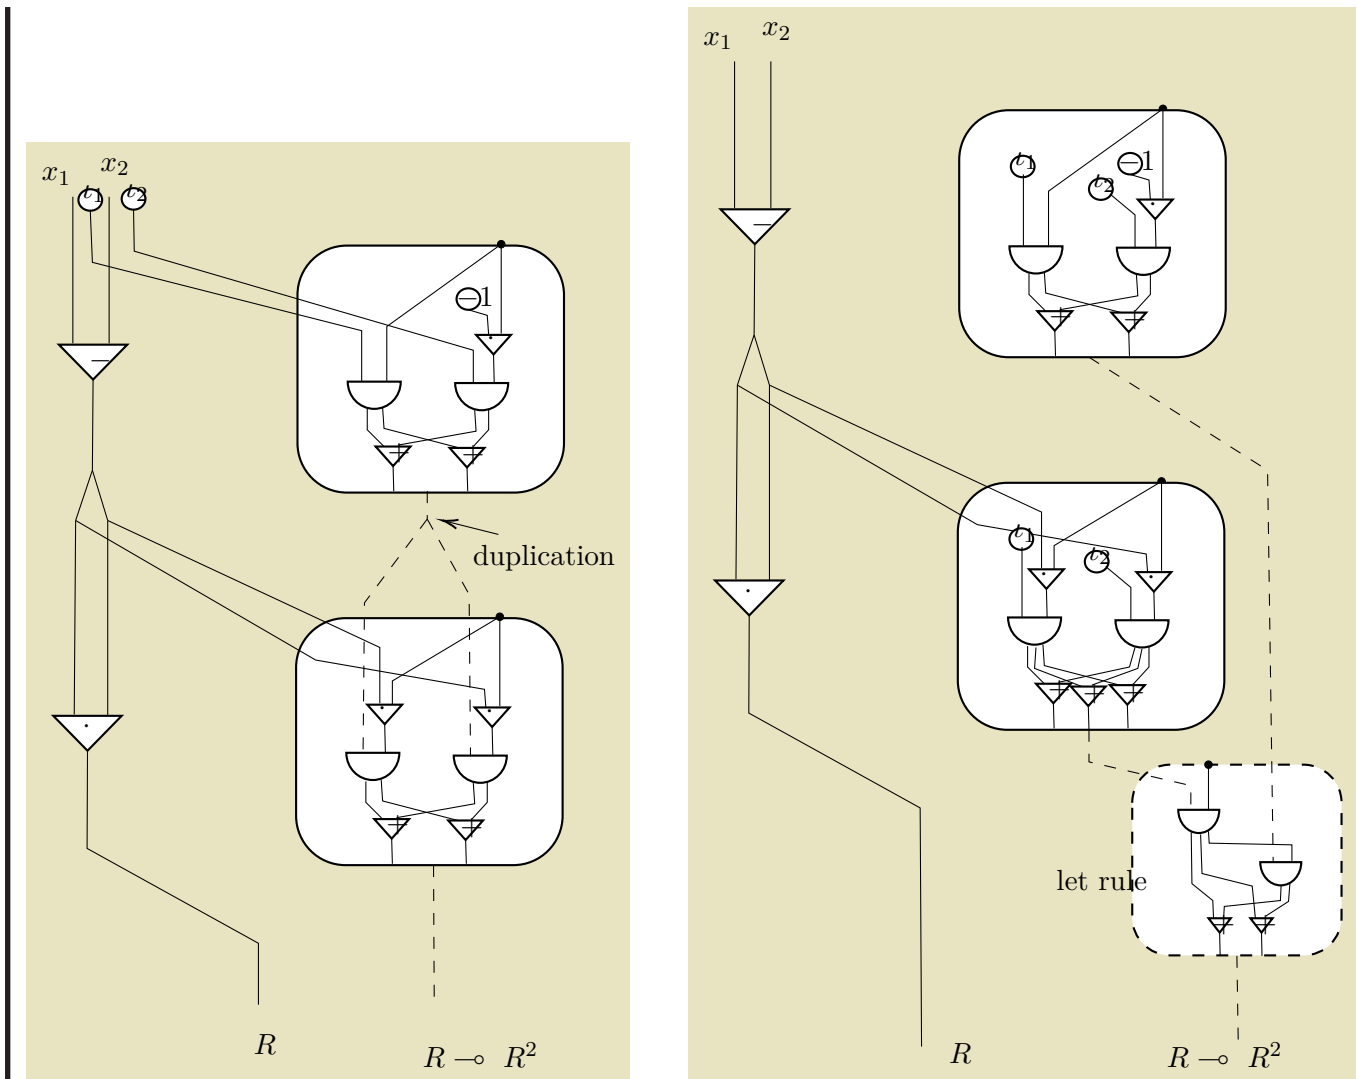 x₁ x₂
t₁ t₂
−
−1
·
+ +
duplication
·
· ·
+ +
R
R ⊸ R²
x₁ x₂
−
t₁ −1
t₂
·
+ +
t₁
t₂
· ·
·
+ + +
let rule
+ +
R
R ⊸ R²